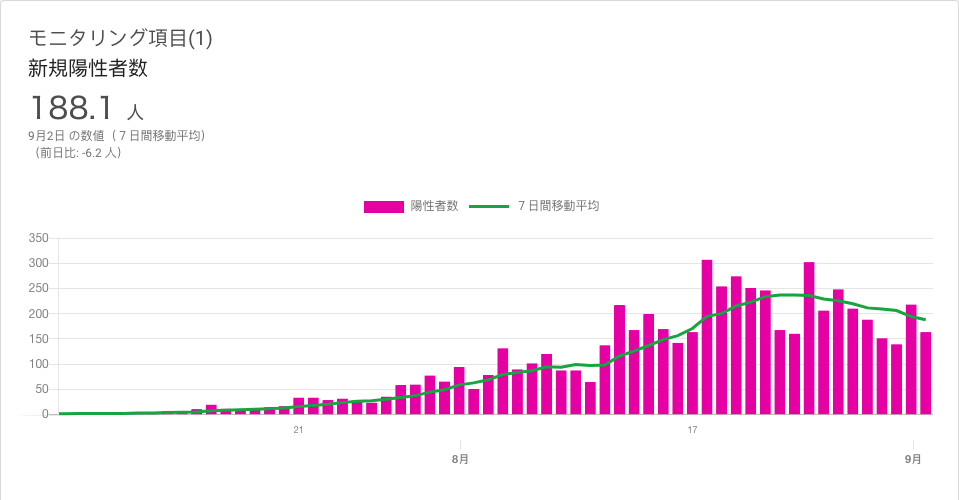 モニタリング項目(1)
新規陽性者数
188.1 人
9月2日 の数値（７日間移動平均）
（前日比: -6.2 人）
陽性者数 ７日間移動平均
350
300
250
200
150
100
50
0
21 17
8月 9月